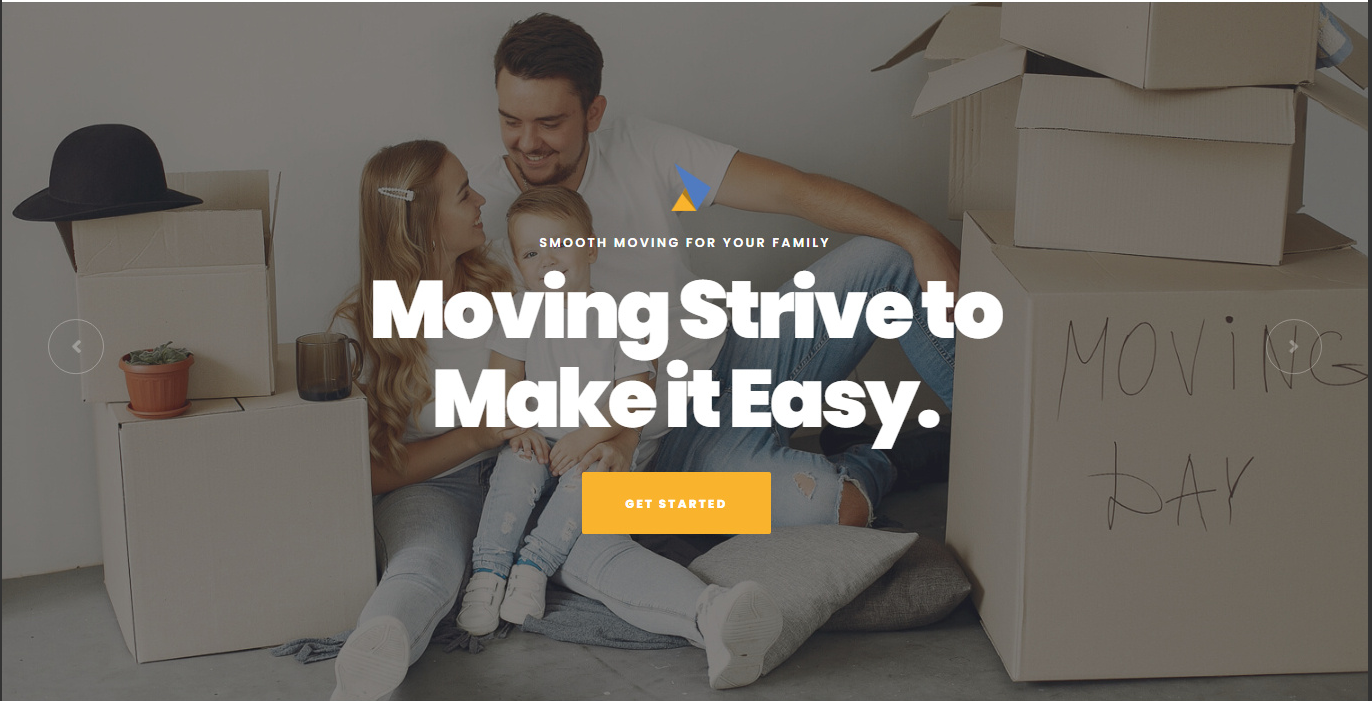 SMOOTH MOVING FOR YOUR FAMILY
Moving Strive to
Make it Easy.
GET STARTED
MOViNG
DAY